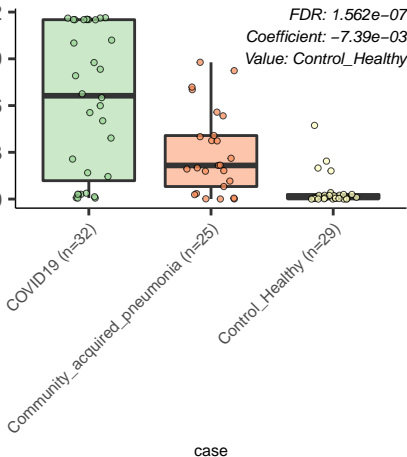 FDR: 1.562e−07
Coefficient: −7.39e−03
Value: Control_Healthy
COVID19 (n=32)
Community_acquired_pneumonia (n=25)
Control_Healthy (n=29)
case